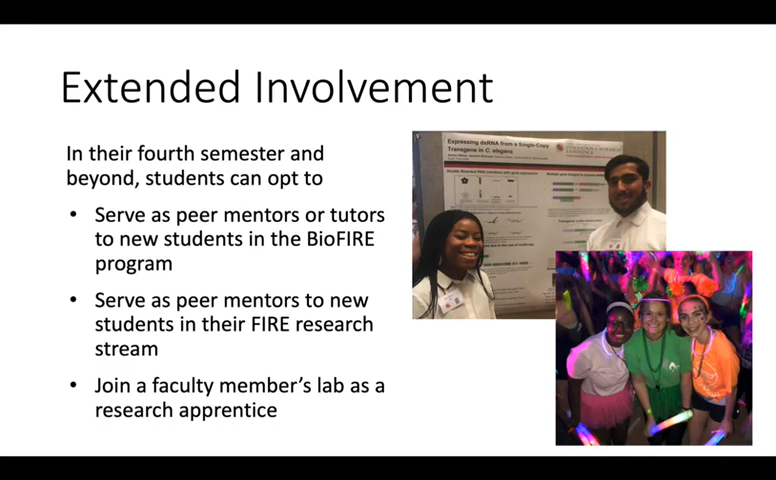 Extended Involvement
In their fourth semester and
beyond, students can opt to
• Serve as peer mentors or tutors
to new students in the BioFIRE
program
• Serve as peer mentors to new
students in their FIRE research
stream
• Join a faculty member’s lab as a
research apprentice
Expressing dsRNA from a Single-Copy
Transgene in C. elegans